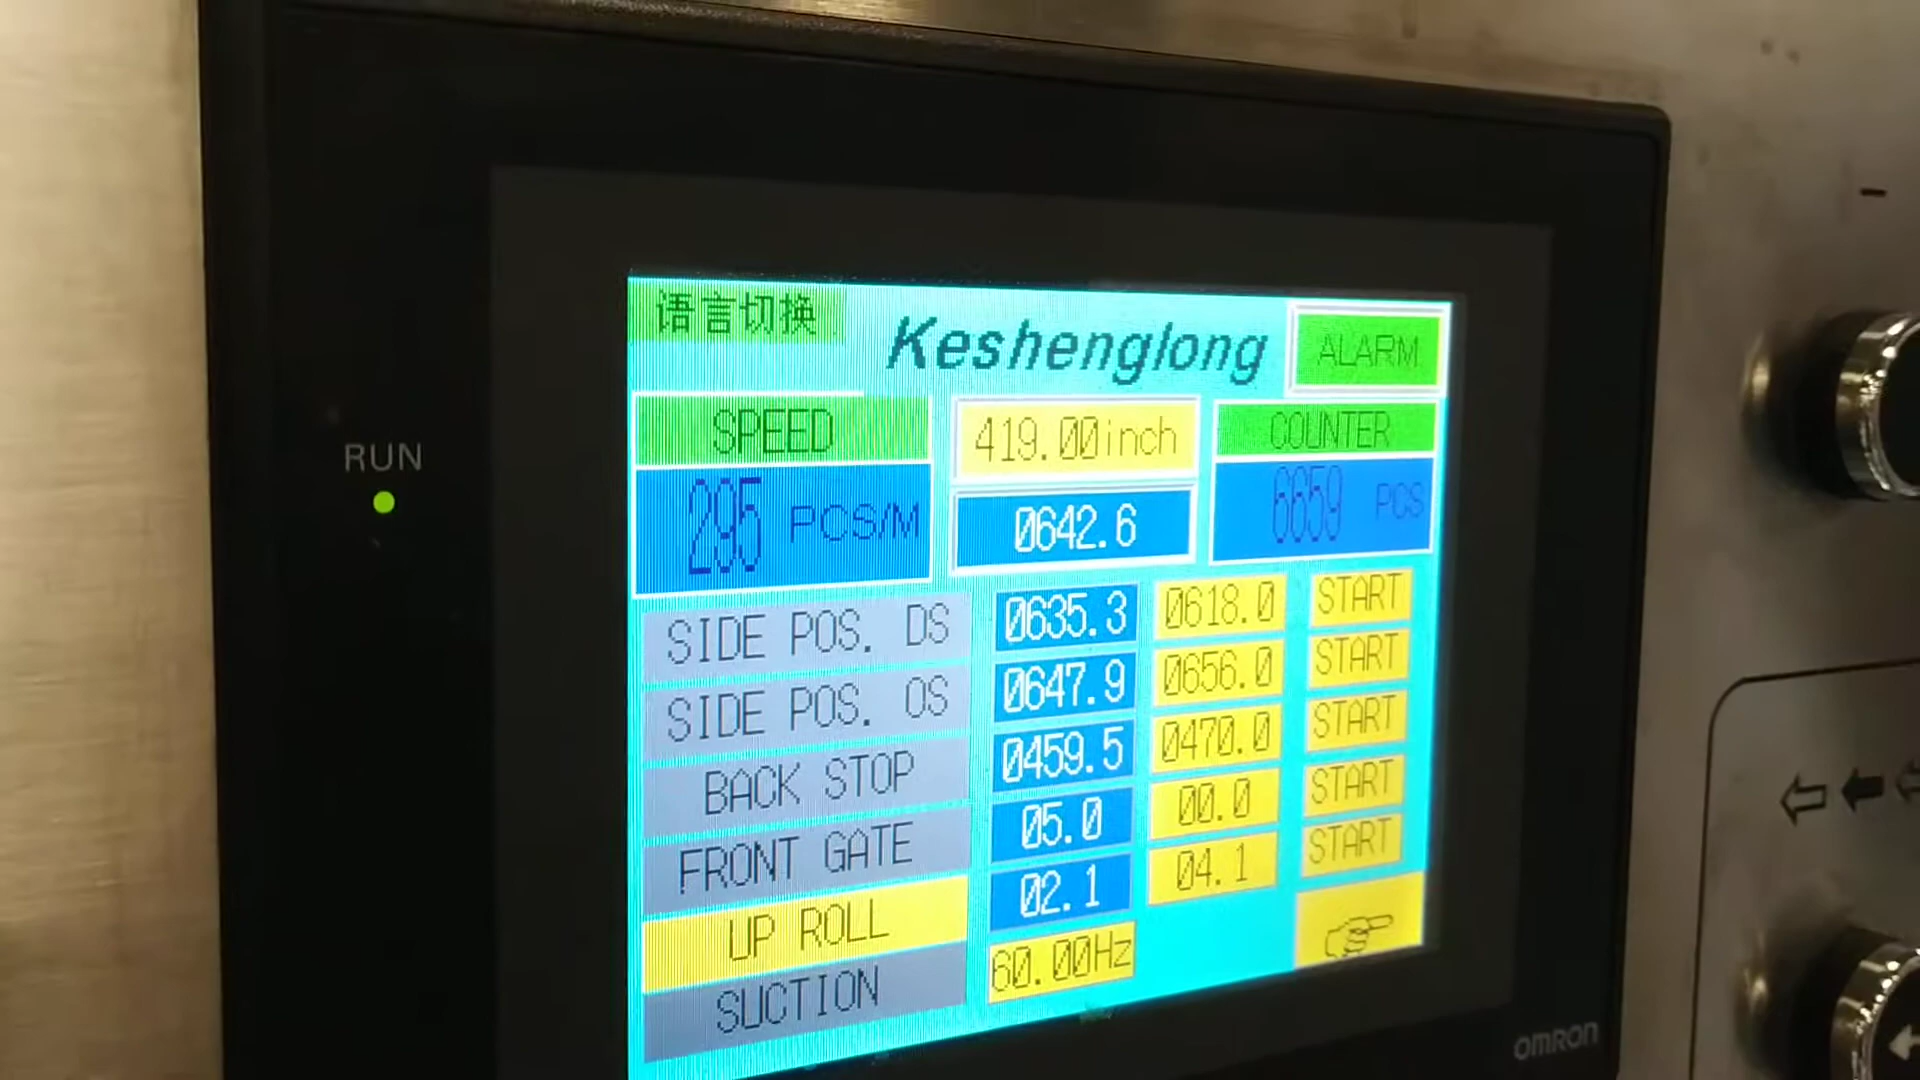 语言切换
Keshenglong
ALARM
SPEED
419.00inch
COUNTER
RUN
295 PCS/M
0642.6
6659 PCS
SIDE POS. DS 0635.3 0618.0 START
SIDE POS. OS 0647.9 0656.0 START
BACK STOP 0459.5 0470.0 START
FRONT GATE 05.0 00.0 START
UP ROLL 02.1 04.1 START
SUCTION 60.00Hz
OMRON